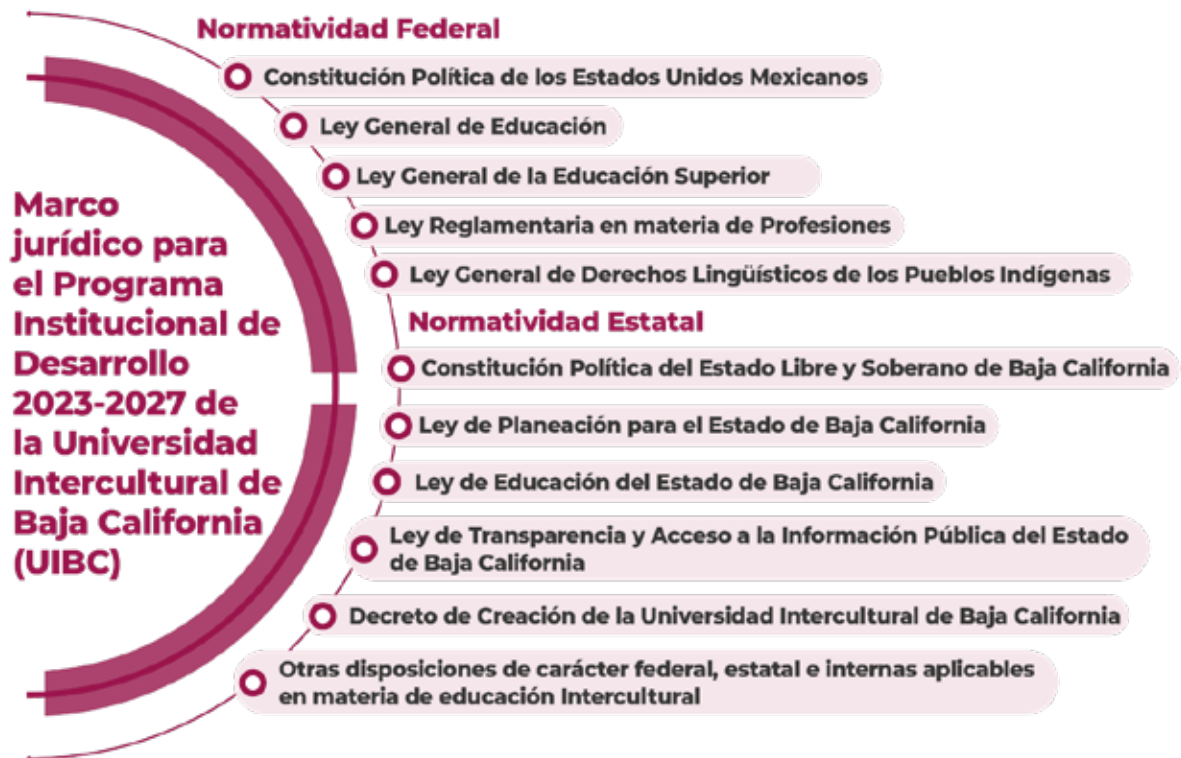 Marco
jurídico para
el Programa
Institucional de
Desarrollo
2023-2027 de
la Universidad
Intercultural de
Baja California
(UIBC)
Normatividad Federal
Constitución Política de los Estados Unidos Mexicanos
Ley General de Educación
Ley General de la Educación Superior
Ley Reglamentaria en materia de Profesiones
Ley General de Derechos Lingüísticos de los Pueblos Indígenas
Normatividad Estatal
Constitución Política del Estado Libre y Soberano de Baja California
Ley de Planeación para el Estado de Baja California
Ley de Educación del Estado de Baja California
Ley de Transparencia y Acceso a la Información Pública del Estado
de Baja California
Decreto de Creación de la Universidad Intercultural de Baja California
Otras disposiciones de carácter federal, estatal e internas aplicables
en materia de educación Intercultural